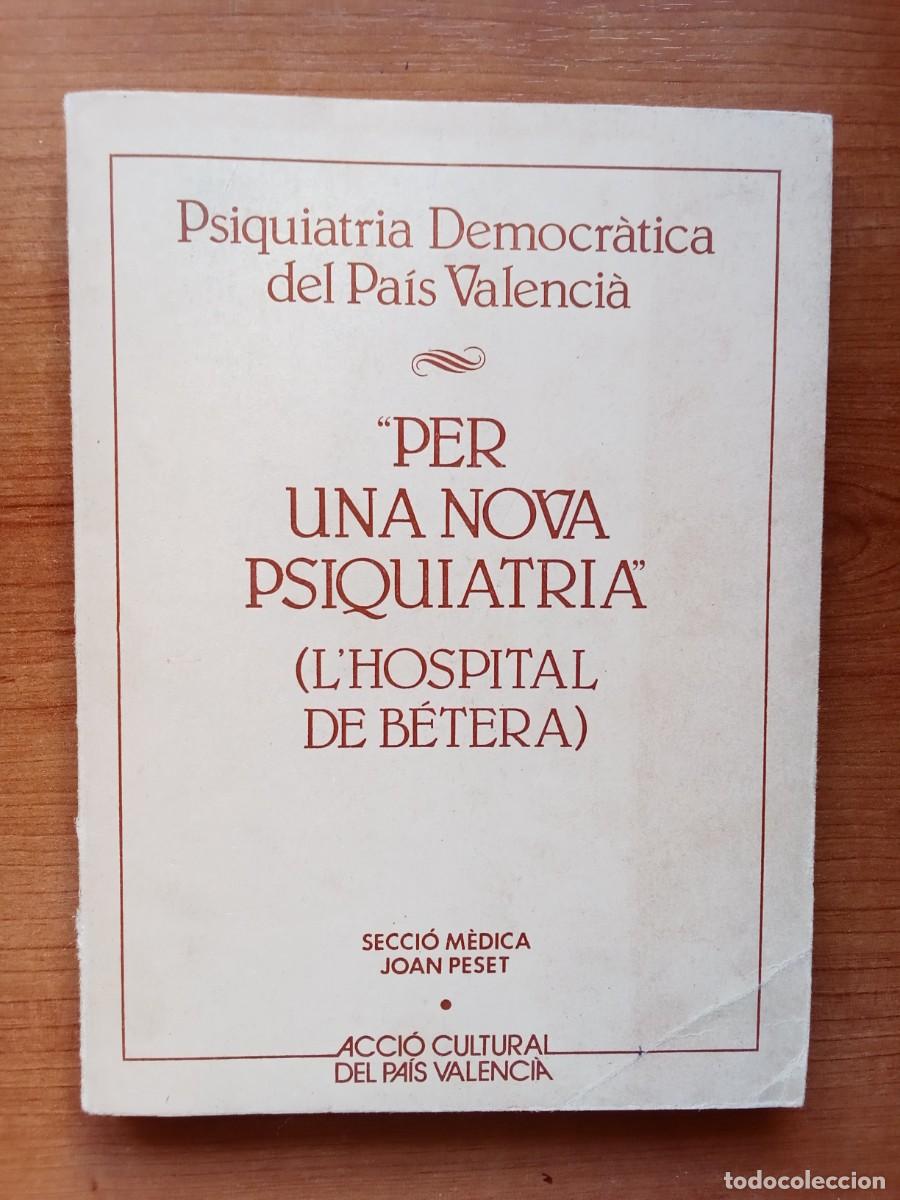 Psiquiatria Democràtica
del País Valencià
“PER
UNA NOVA
PSIQUIATRIA”
(L'HOSPITAL
DE BÉTERA)
SECCIÓ MÈDICA
JOAN PESET
ACCIÓ CULTURAL
DEL PAÍS VALENCIÀ
todocoleccion